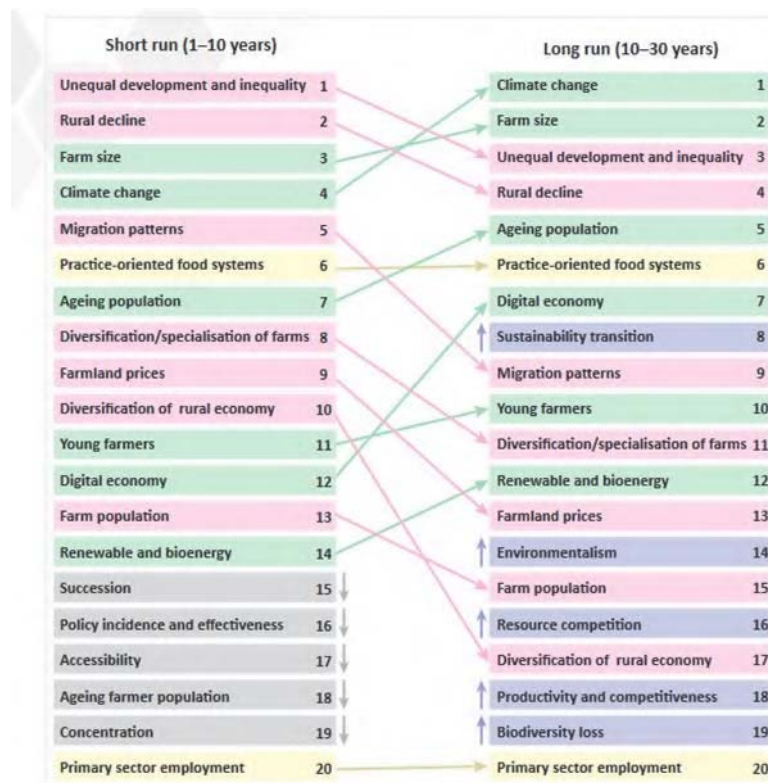 Short run (1–10 years)
Unequal development and inequality 1
Rural decline 2
Farm size 3
Climate change 4
Migration patterns 5
Practice-oriented food systems 6
Ageing population 7
Diversification/specialisation of farms 8
Farmland prices 9
Diversification of rural economy 10
Young farmers 11
Digital economy 12
Farm population 13
Renewable and bioenergy 14
Succession 15
Policy incidence and effectiveness 16
Accessibility 17
Ageing farmer population 18
Concentration 19
Primary sector employment 20
Long run (10–30 years)
Climate change 1
Farm size 2
Unequal development and inequality 3
Rural decline 4
Ageing population 5
Practice-oriented food systems 6
Digital economy 7
Sustainability transition 8
Migration patterns 9
Young farmers 10
Diversification/specialisation of farms 11
Renewable and bioenergy 12
Farmland prices 13
Environmentalism 14
Farm population 15
Resource competition 16
Diversification of rural economy 17
Productivity and competitiveness 18
Biodiversity loss 19
Primary sector employment 20